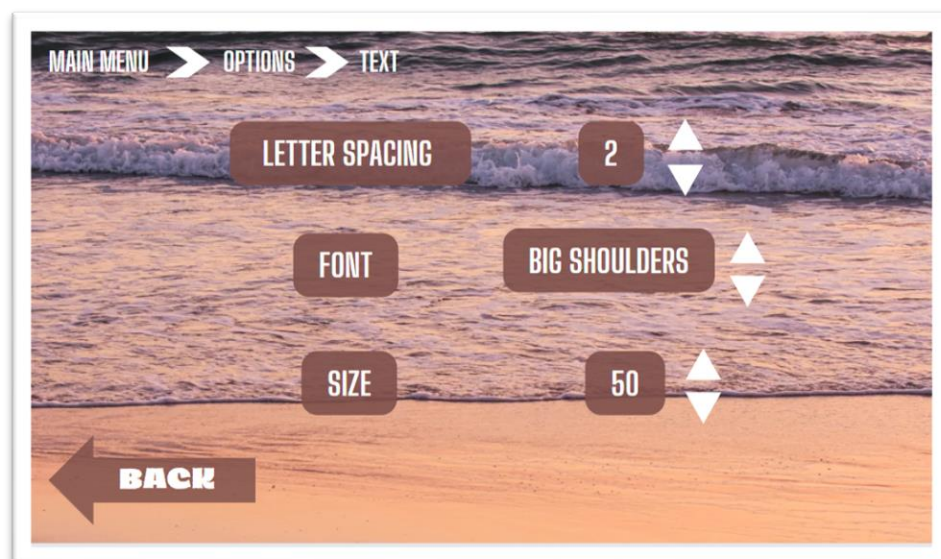 MAIN MENU OPTIONS TEXT
LETTER SPACING 2
FONT BIG SHOULDERS
SIZE 50
BACK